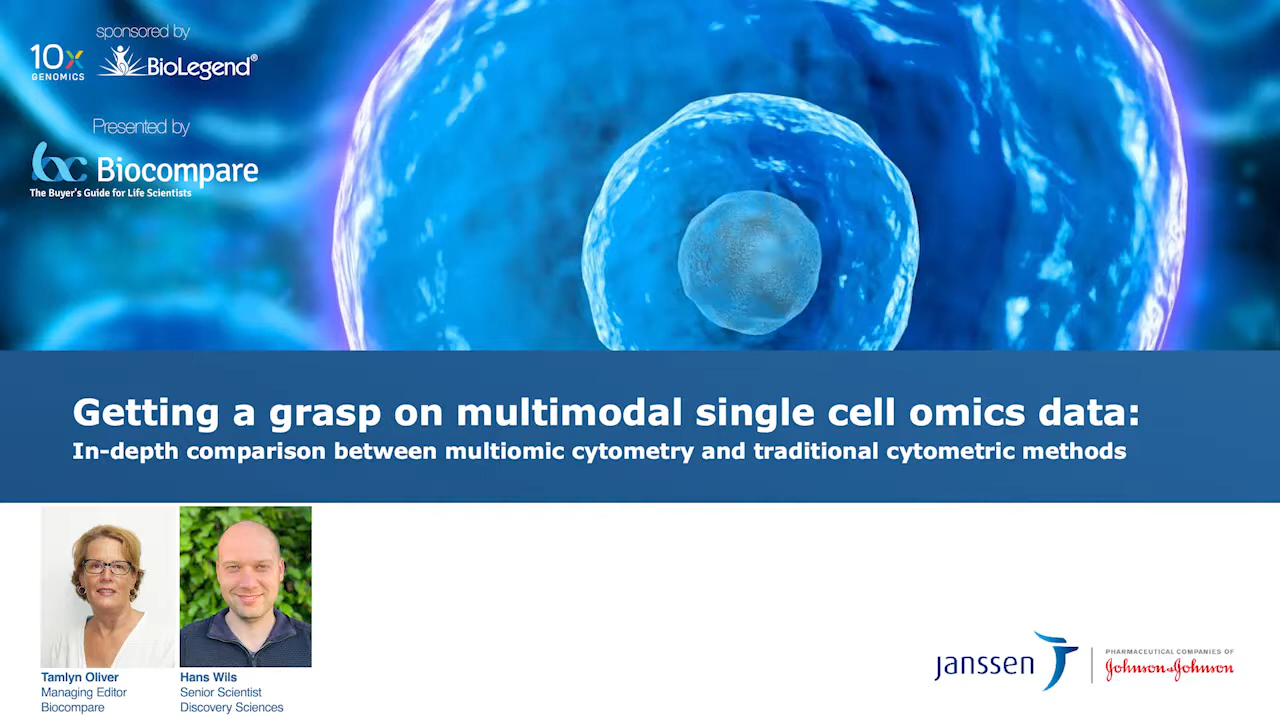 sponsored by
10x
GENOMICS
BioLegend®
Presented by
bc Biocompare
The Buyer's Guide for Life Scientists
Getting a grasp on multimodal single cell omics data:
In-depth comparison between multiomic cytometry and traditional cytometric methods
Tamlyn Oliver
Managing Editor
Biocompare
Hans Wils
Senior Scientist
Discovery Sciences
janssen
PHARMACEUTICAL COMPANIES OF
Johnson & Johnson